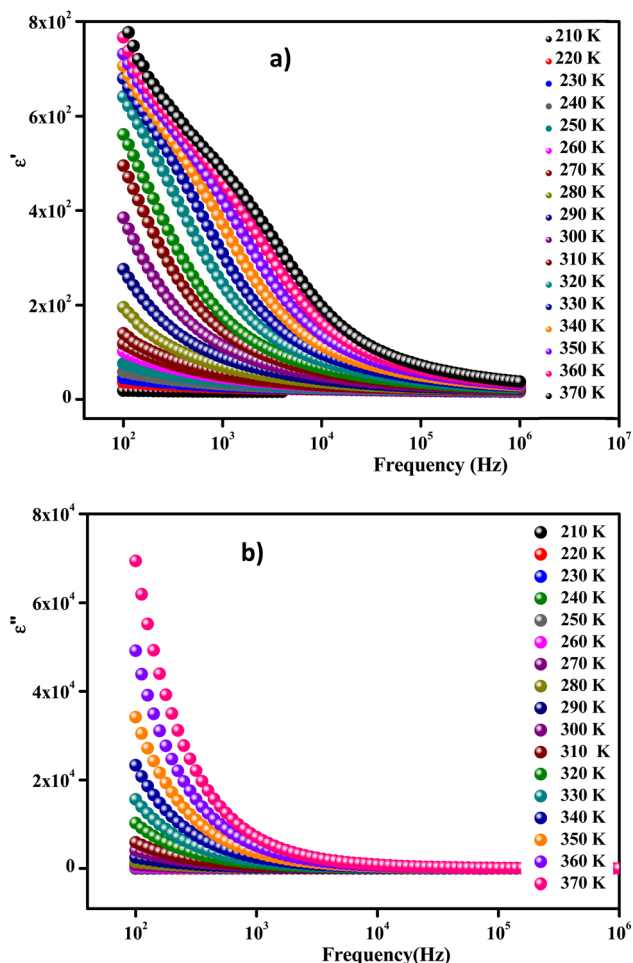 a)
8x10²
6x10²
4x10²
2x10²
0
ε'
10² 10³ 10⁴ 10⁵ 10⁶ 10⁷
Frequency (Hz)
210 K
220 K
230 K
240 K
250 K
260 K
270 K
280 K
290 K
300 K
310 K
320 K
330 K
340 K
350 K
360 K
370 K
b)
8x10⁴
6x10⁴
4x10⁴
2x10⁴
0
ε"
10² 10³ 10⁴ 10⁵ 10⁶
Frequency(Hz)
210 K
220 K
230 K
240 K
250 K
260 K
270 K
280 K
290 K
300 K
310 K
320 K
330 K
340 K
350 K
360 K
370 K